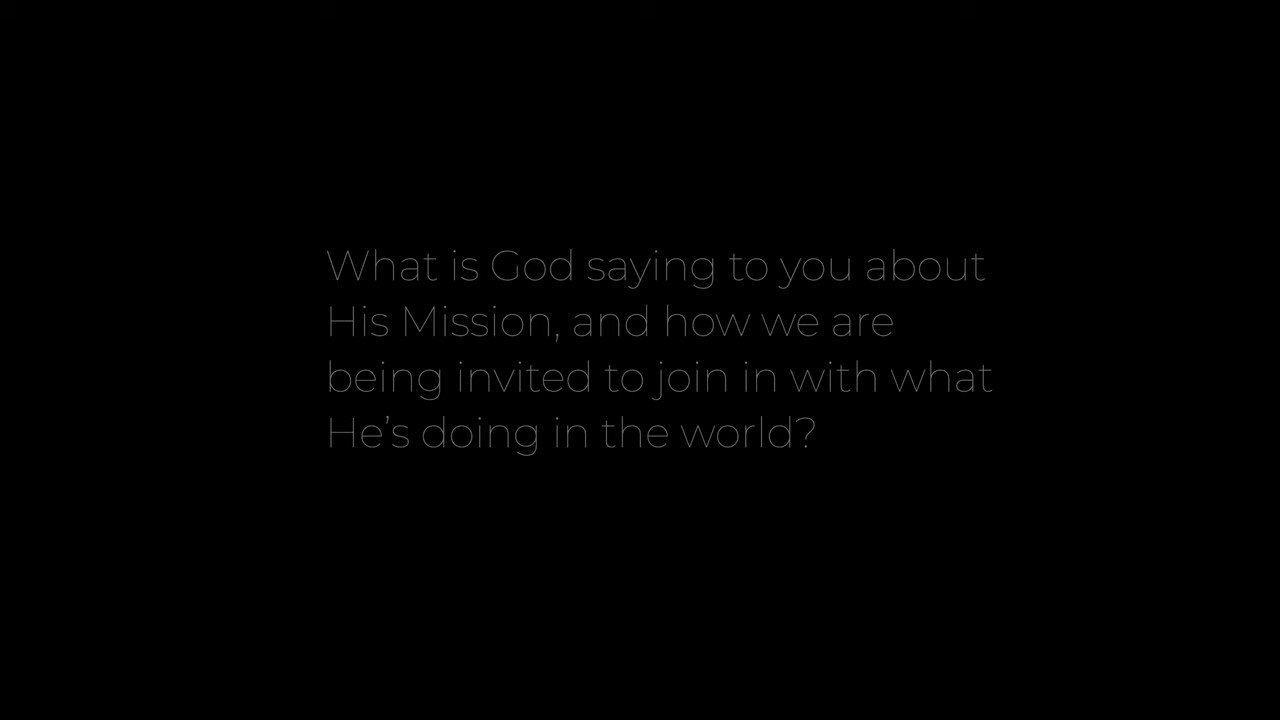 What is God saying to you about
His Mission, and how we are
being invited to join in with what
He’s doing in the world?